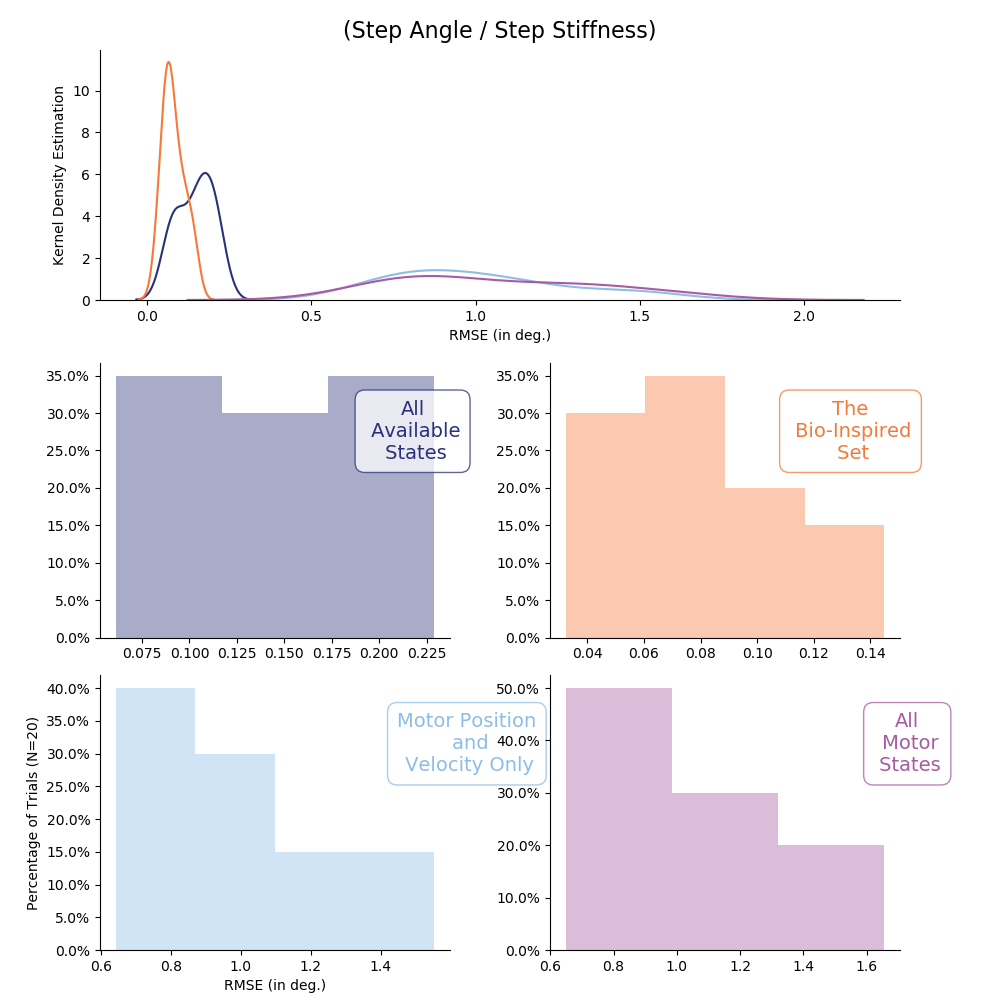 (Step Angle / Step Stiffness)
Kernel Density Estimation
10
8
6
4
2
0
0.0 0.5 1.0 1.5 2.0
RMSE (in deg.)
35.0%
30.0%
25.0%
20.0%
15.0%
10.0%
5.0%
0.0%
All
Available
States
0.075 0.100 0.125 0.150 0.175 0.200 0.225
35.0%
30.0%
25.0%
20.0%
15.0%
10.0%
5.0%
0.0%
The
Bio-Inspired
Set
0.04 0.06 0.08 0.10 0.12 0.14
Percentage of Trials (N=20)
40.0%
35.0%
30.0%
25.0%
20.0%
15.0%
10.0%
5.0%
0.0%
Motor Position
and
Velocity Only
0.6 0.8 1.0 1.2 1.4
RMSE (in deg.)
50.0%
40.0%
30.0%
20.0%
10.0%
0.0%
All
Motor
States
0.6 0.8 1.0 1.2 1.4 1.6